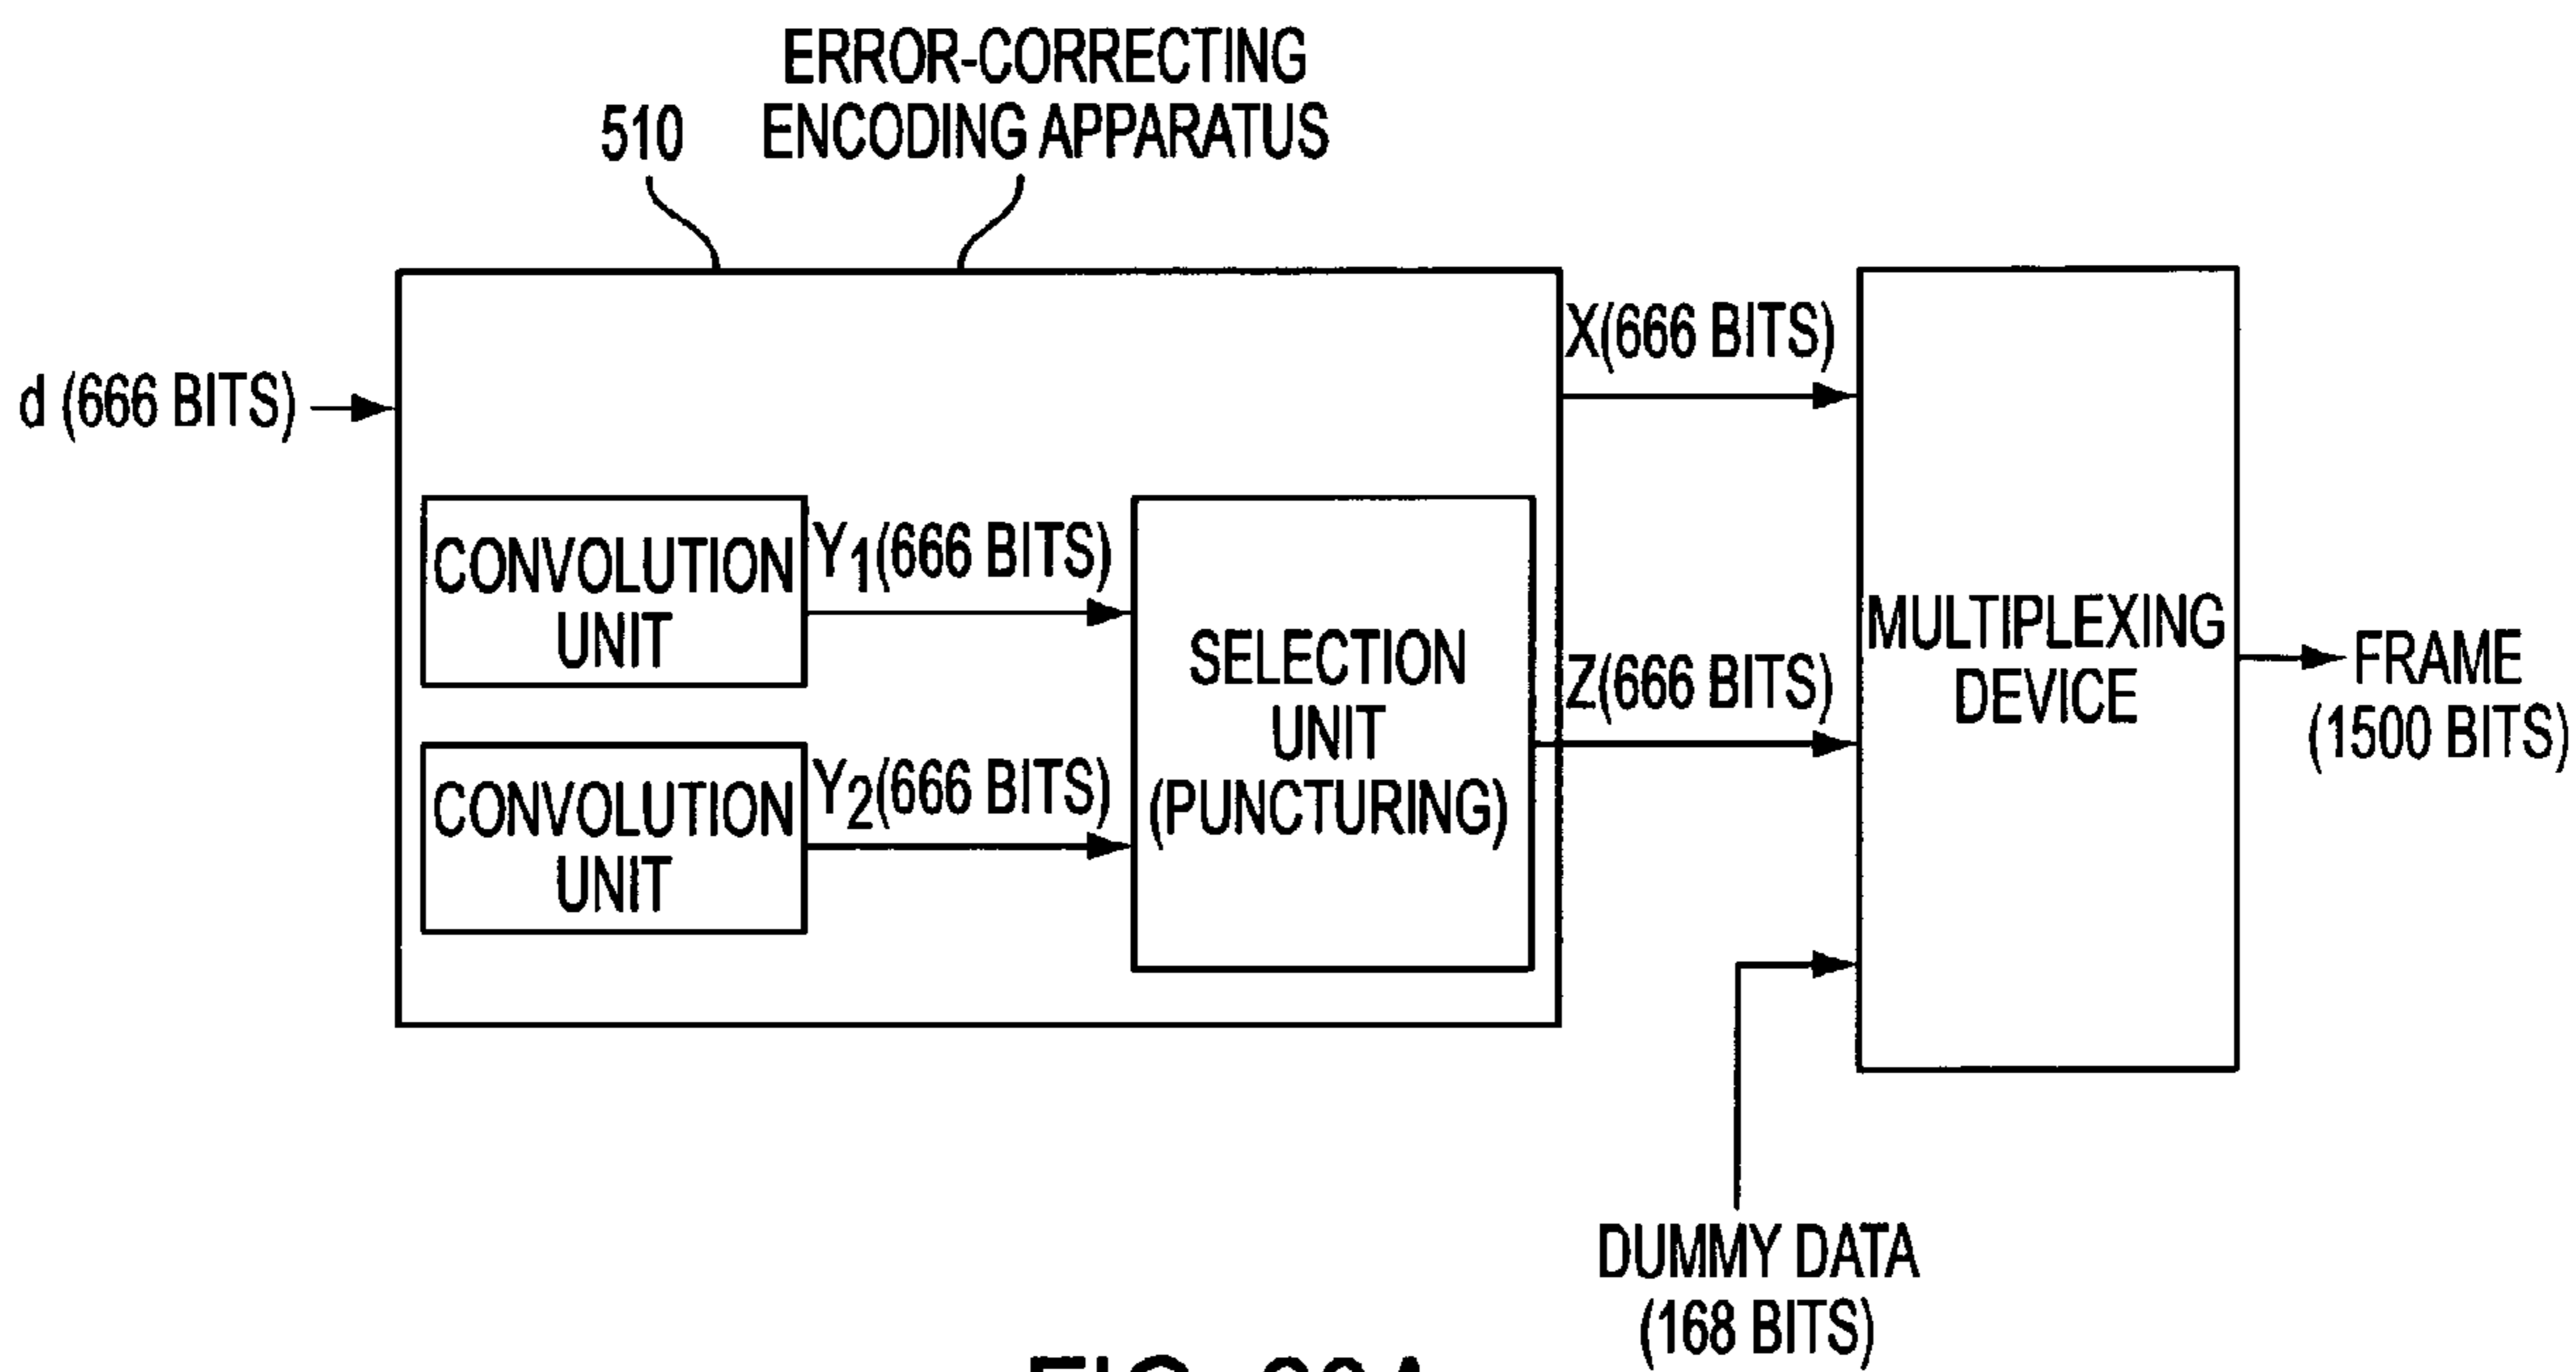 ERROR-CORRECTING
ENCODING APPARATUS
510
d (666 BITS)
X(666 BITS)
CONVOLUTION
UNIT
Y1(666 BITS)
CONVOLUTION
UNIT
Y2(666 BITS)
SELECTION
UNIT
(PUNCTURING)
Z(666 BITS)
MULTIPLEXING
DEVICE
FRAME
(1500 BITS)
DUMMY DATA
(168 BITS)